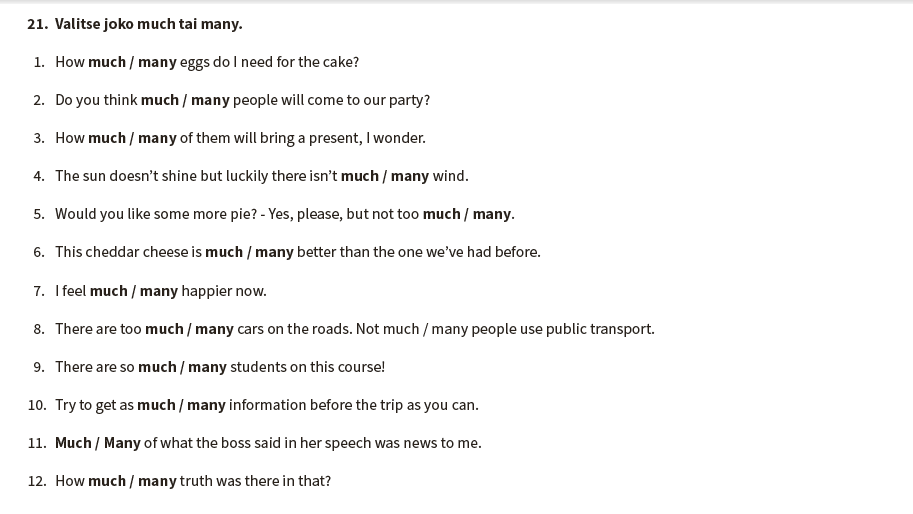 21. Valitse joko much tai many.
1. How much / many eggs do I need for the cake?
2. Do you think much / many people will come to our party?
3. How much / many of them will bring a present, I wonder.
4. The sun doesn’t shine but luckily there isn’t much / many wind.
5. Would you like some more pie? - Yes, please, but not too much / many.
6. This cheddar cheese is much / many better than the one we’ve had before.
7. I feel much / many happier now.
8. There are too much / many cars on the roads. Not much / many people use public transport.
9. There are so much / many students on this course!
10. Try to get as much / many information before the trip as you can.
11. Much / Many of what the boss said in her speech was news to me.
12. How much / many truth was there in that?